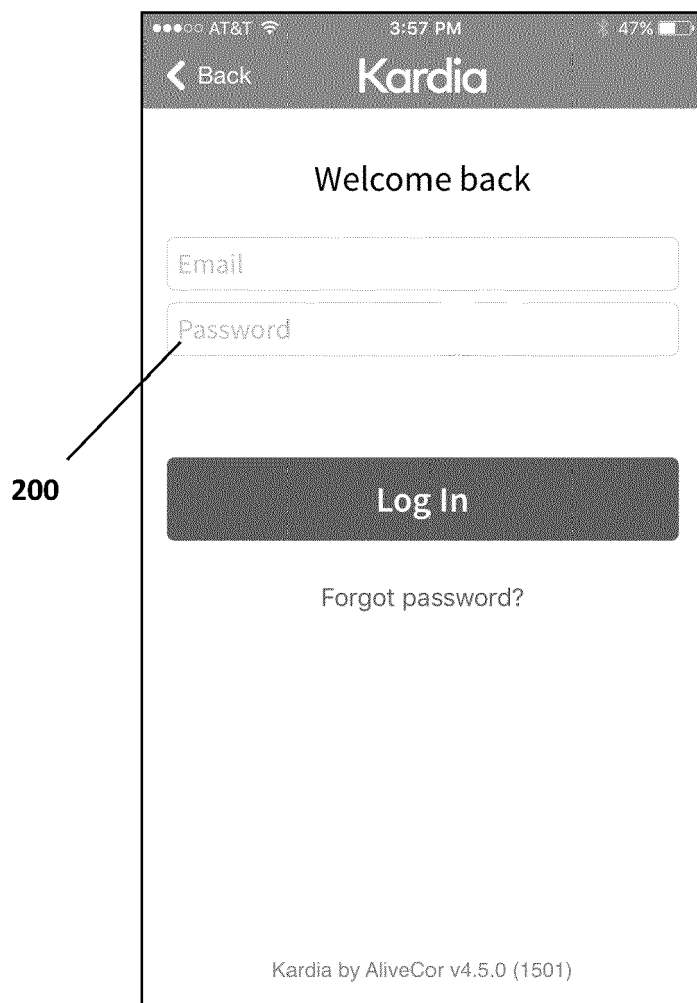 ●●●○○ AT&T 3:57 PM 47%
Back Kardia
Welcome back
Email
Password
200
Log In
Forgot password?
Kardia by AliveCor v4.5.0 (1501)